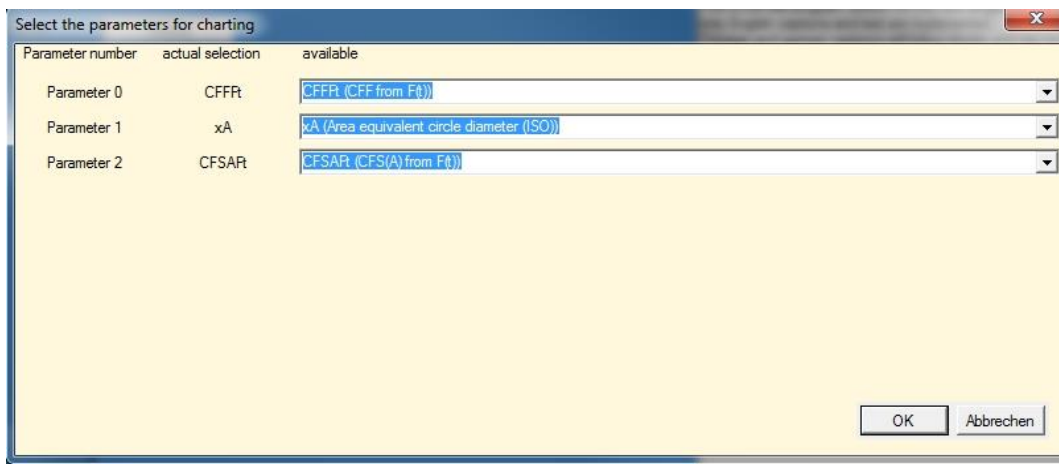 Select the parameters for charting
Parameter number actual selection available
Parameter 0 CFFFt CFFFt (CFF from F(t))
Parameter 1 xA xA (Area equivalent circle diameter (ISO))
Parameter 2 CFSAFt CFSAFt (CFS(A) from F(t))
OK Abbrechen